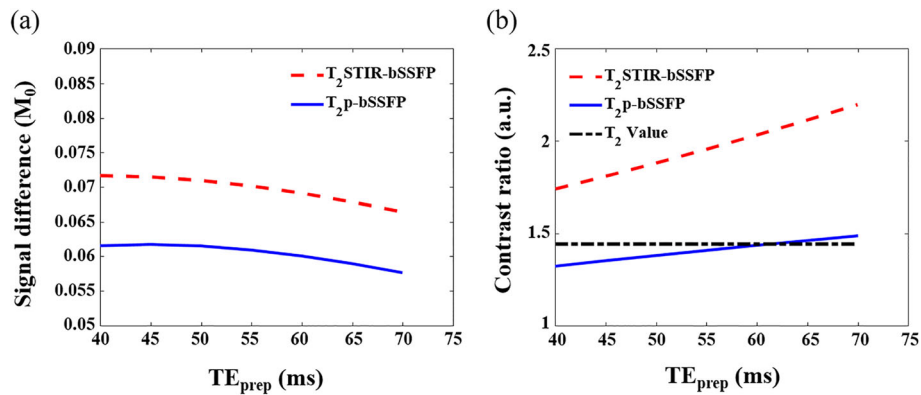 (a)
0.09
0.085
0.08
0.075
0.07
0.065
0.06
0.055
0.05
Signal difference (M₀)
T₂STIR-bSSFP
T₂p-bSSFP
40 45 50 55 60 65 70 75
TEprep (ms)
(b)
2.5
2
1.5
1
Contrast ratio (a.u.)
T₂STIR-bSSFP
T₂p-bSSFP
T₂ Value
40 45 50 55 60 65 70 75
TEprep (ms)